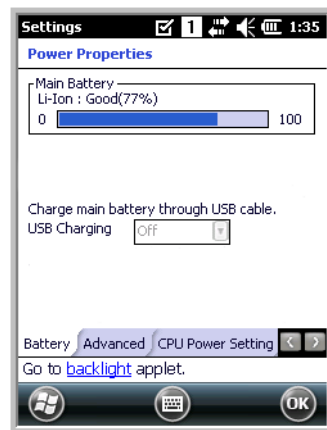 Settings 1 1:35
Power Properties
Main Battery
Li-Ion : Good(77%)
0 100
Charge main battery through USB cable.
USB Charging Off
Battery Advanced CPU Power Setting
Go to backlight applet.
OK